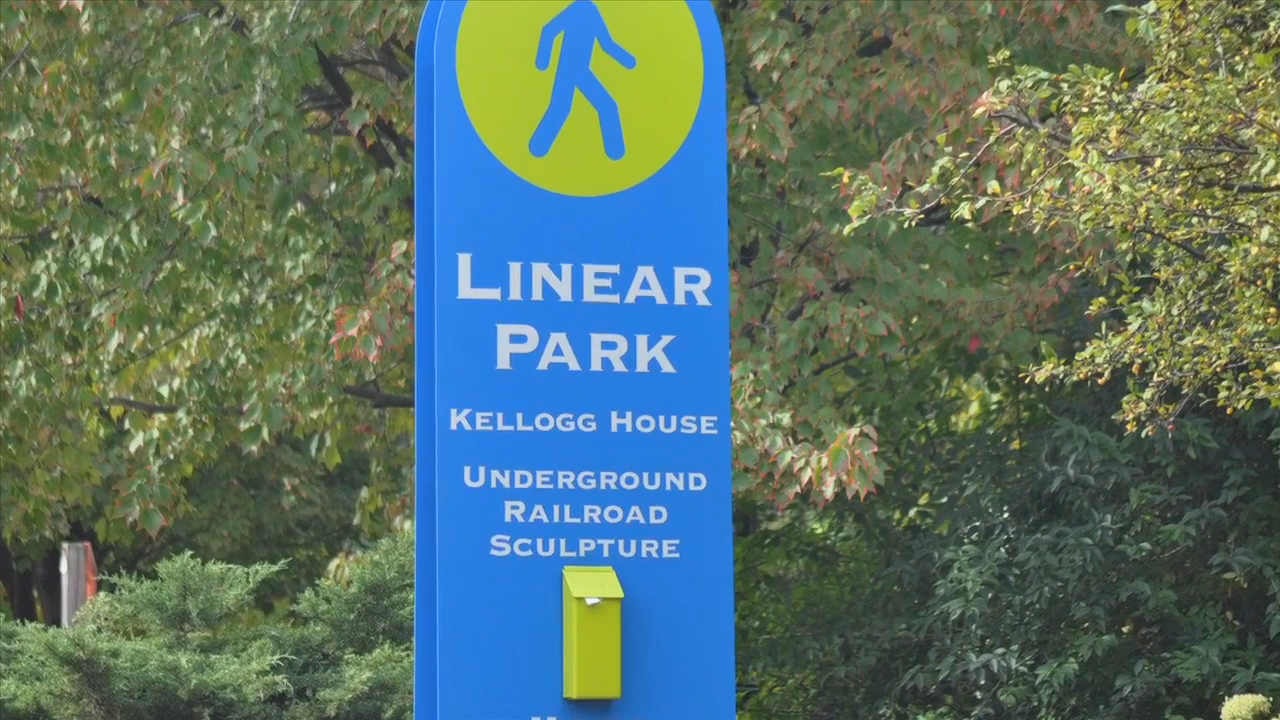 LINEAR
PARK
KELLOGG HOUSE
UNDERGROUND
RAILROAD
SCULPTURE